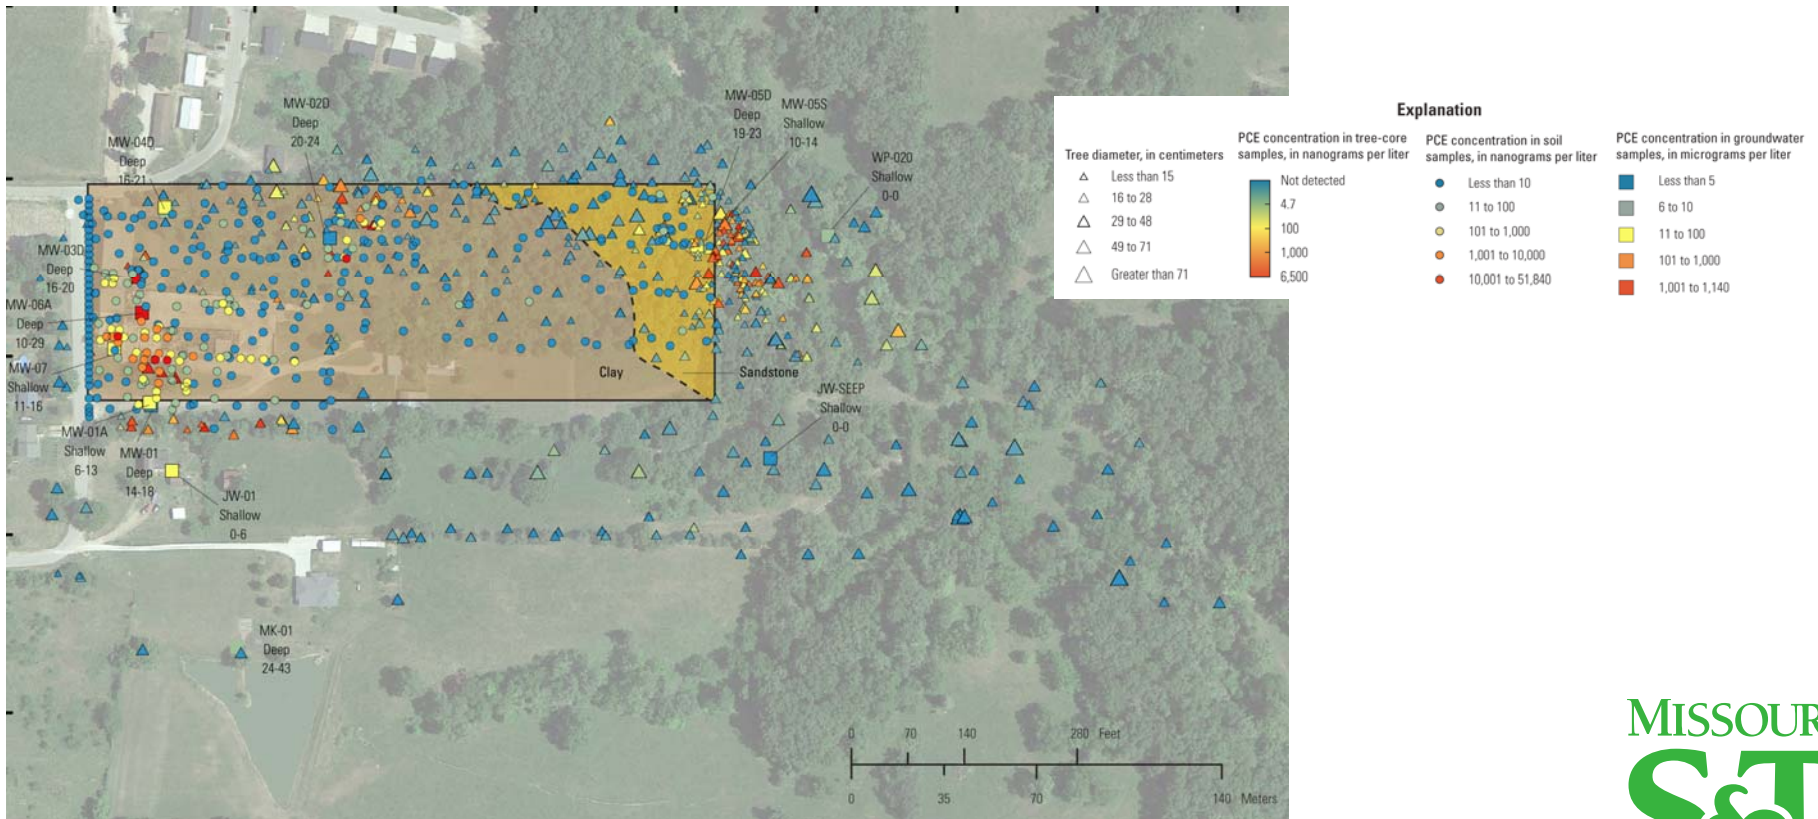 MW-02D
Deep
20-24
MW-05D
Deep
19-23
MW-05S
Shallow
10-14
MW-04D
Deep
16-21
WP-020
Shallow
0-0
MW-03D
Deep
16-20
MW-06A
Deep
10-29
MW-07
Shallow
11-16
Clay
Sandstone
JW-SEEP
Shallow
0-0
MW-01A
Shallow
6-13
MW-01
Deep
14-18
JW-01
Shallow
0-6
MK-01
Deep
24-43
0 70 140 280 Feet
0 35 70 140 Meters
Explanation
Tree diameter, in centimeters
Less than 15
16 to 28
29 to 48
49 to 71
Greater than 71
PCE concentration in tree-core
samples, in nanograms per liter
Not detected
4.7
100
1,000
6,500
PCE concentration in soil
samples, in nanograms per liter
Less than 10
11 to 100
101 to 1,000
1,001 to 10,000
10,001 to 51,840
PCE concentration in groundwater
samples, in micrograms per liter
Less than 5
6 to 10
11 to 100
101 to 1,000
1,001 to 1,140
MISSOUR
S&T